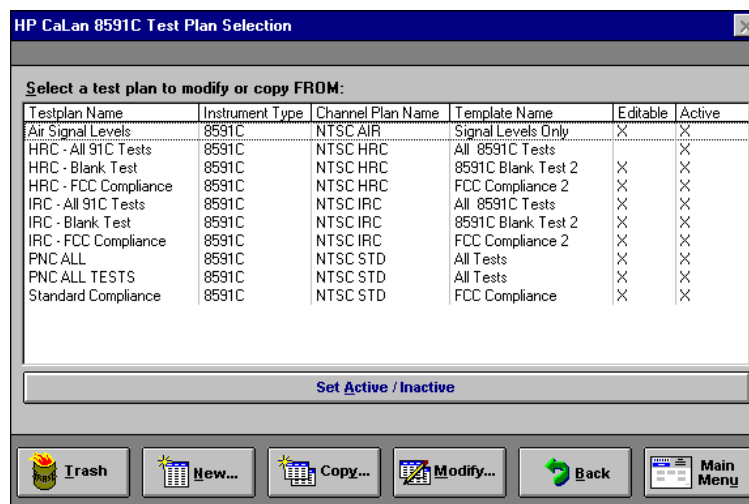 HP CaLan 8591C Test Plan Selection
Select a test plan to modify or copy FROM:
Testplan Name Instrument Type Channel Plan Name Template Name Editable Active
Air Signal Levels 8591C NTSC AIR Signal Levels Only X X
HRC - All 91C Tests 8591C NTSC HRC All 8591C Tests X
HRC - Blank Test 8591C NTSC HRC 8591C Blank Test 2 X X
HRC - FCC Compliance 8591C NTSC HRC FCC Compliance 2 X X
IRC - All 91C Tests 8591C NTSC IRC All 8591C Tests X X
IRC - Blank Test 8591C NTSC IRC 8591C Blank Test 2 X X
IRC - FCC Compliance 8591C NTSC IRC FCC Compliance 2 X X
PNC ALL 8591C NTSC STD All Tests X X
PNC ALL TESTS 8591C NTSC STD All Tests X X
Standard Compliance 8591C NTSC STD FCC Compliance X X
Set Active / Inactive
Trash New... Copy... Modify... Back Main Menu